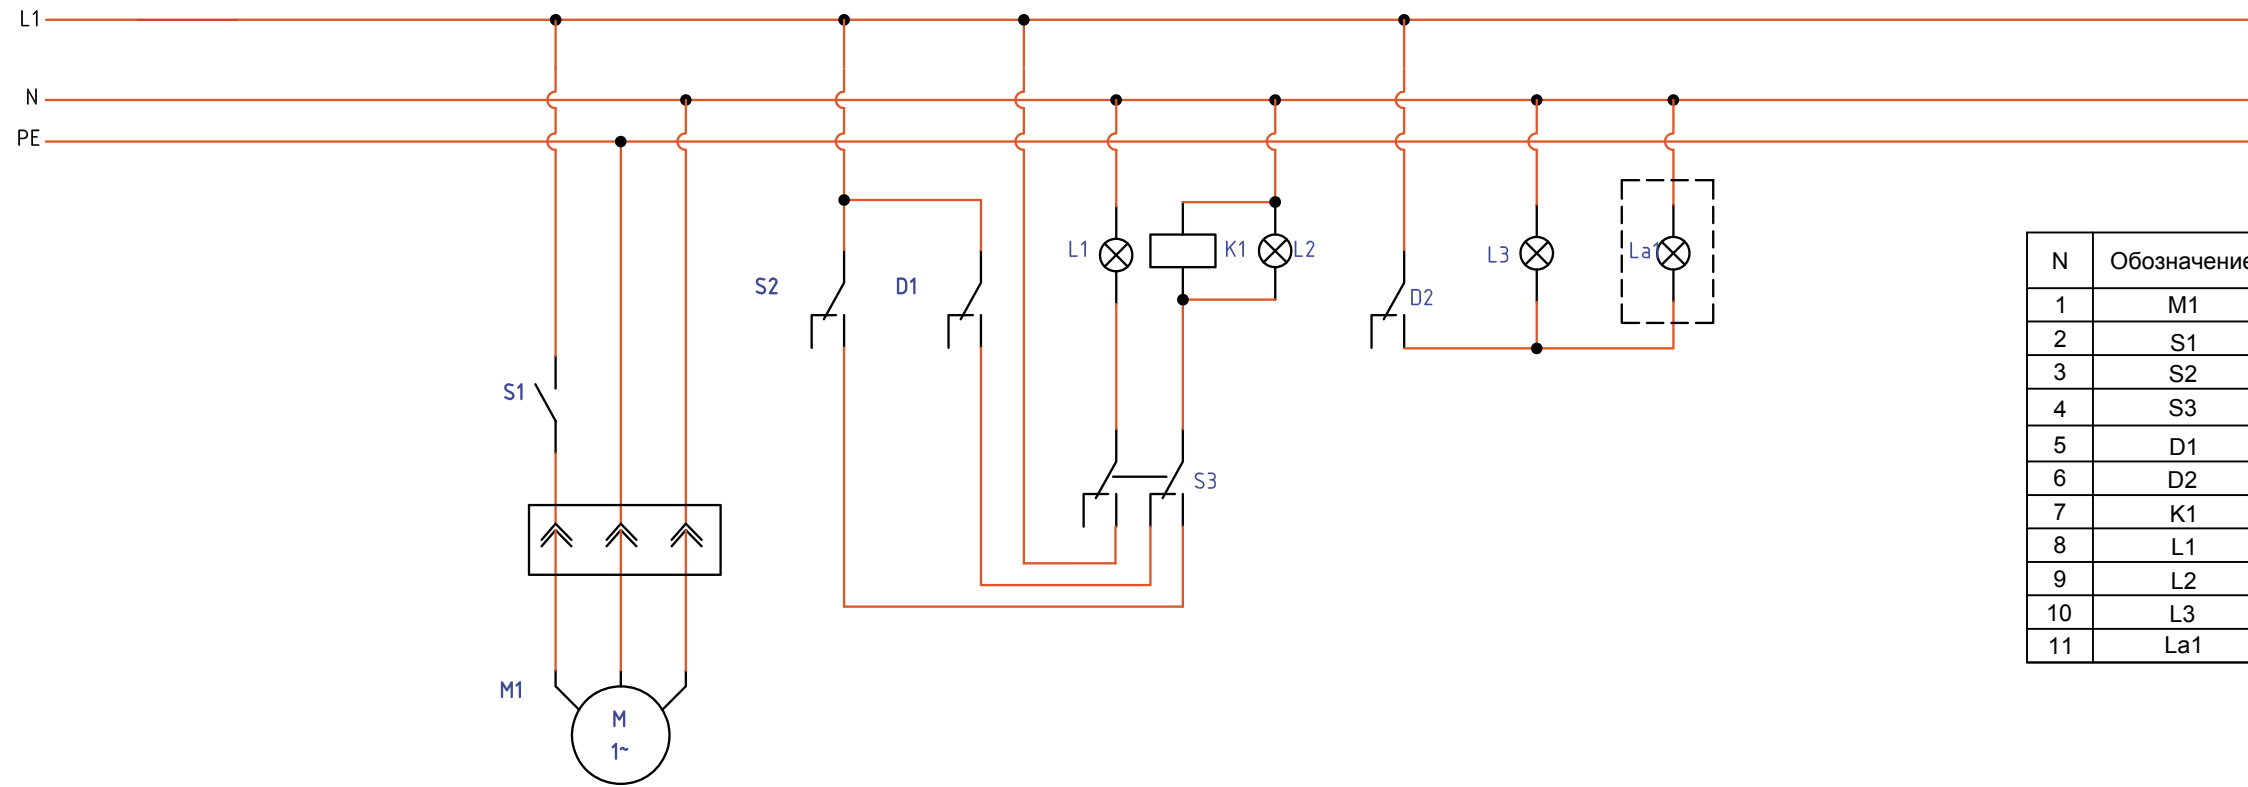 L1
N
PE
L1
K1
L2
L3
La1
S2
D1
D2
S1
S3
M1
M
1~
N Обозначение
1 M1
2 S1
3 S2
4 S3
5 D1
6 D2
7 K1
8 L1
9 L2
10 L3
11 La1